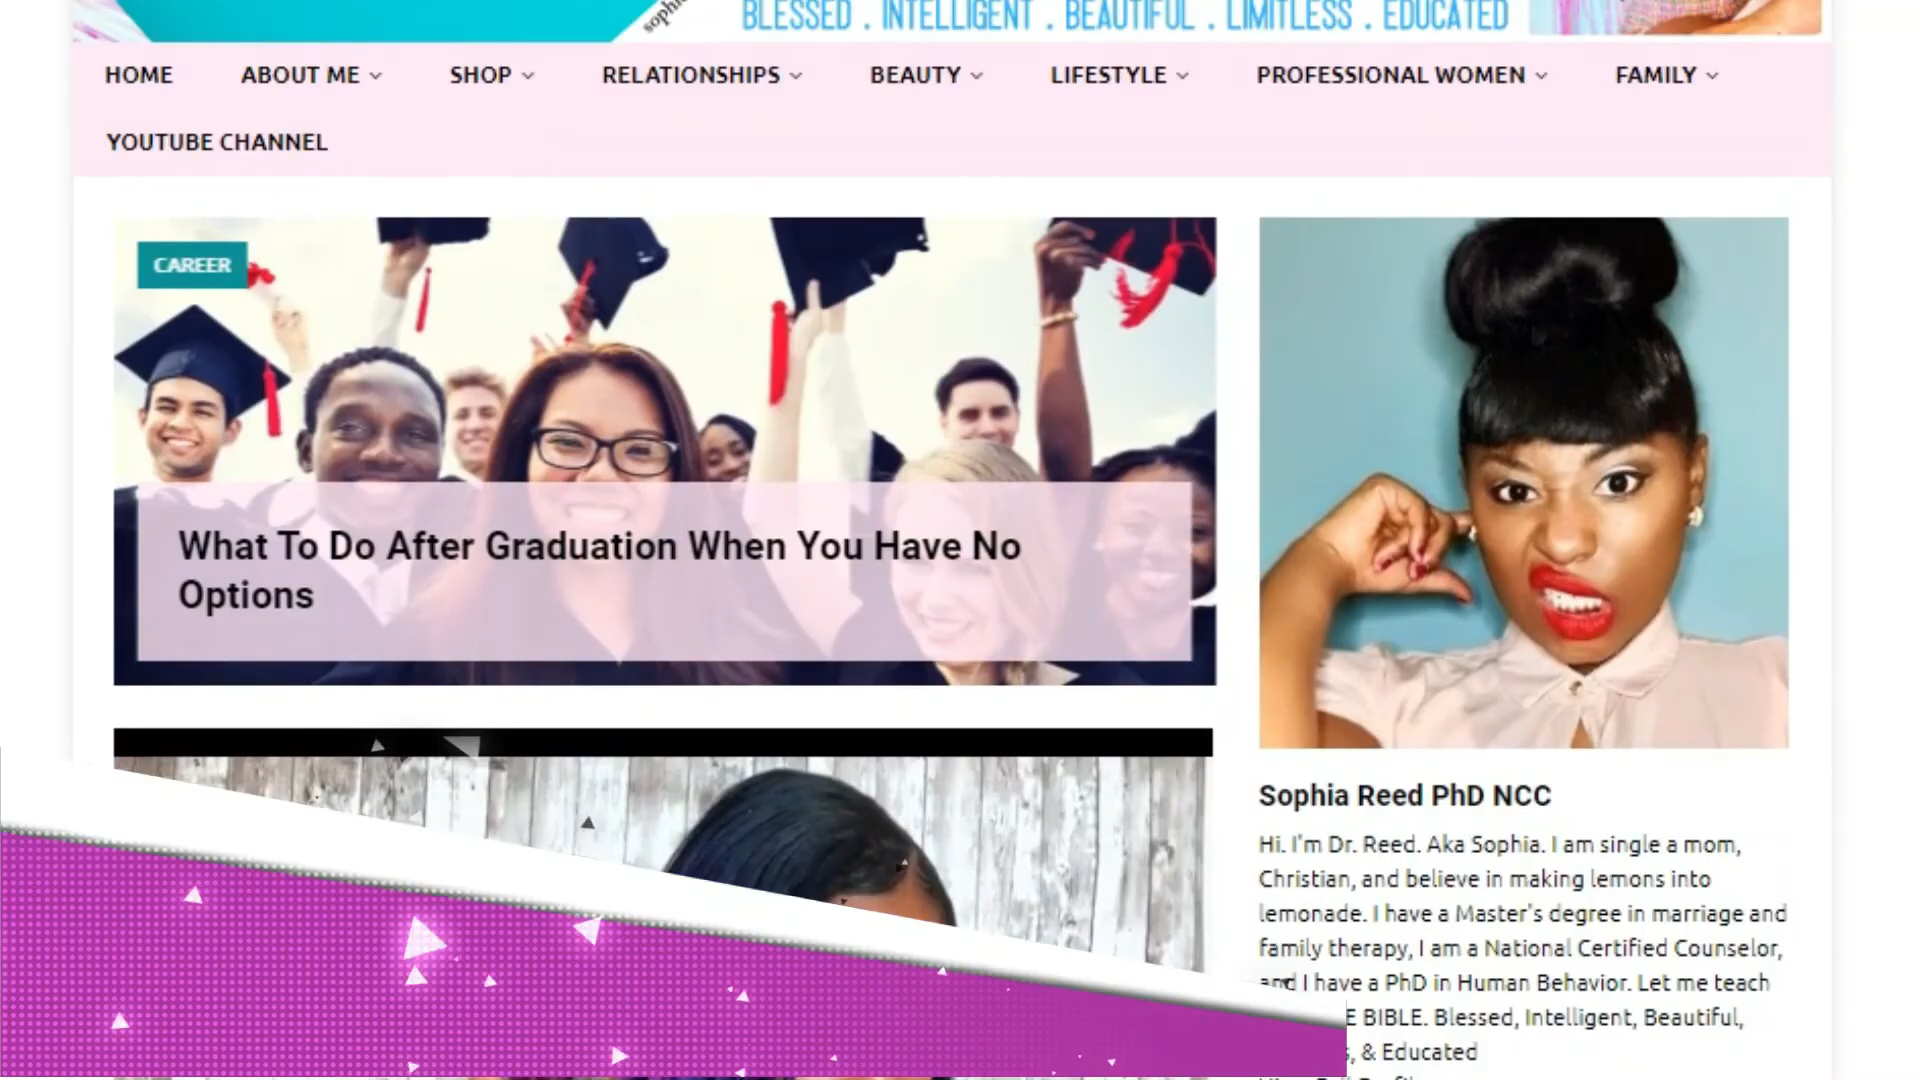 BLESSED . INTELLIGENT . BEAUTIFUL . LIMITLESS . EDUCATED
HOME ABOUT ME SHOP RELATIONSHIPS BEAUTY LIFESTYLE PROFESSIONAL WOMEN FAMILY
YOUTUBE CHANNEL
CAREER
What To Do After Graduation When You Have No
Options
Sophia Reed PhD NCC
Hi. I'm Dr. Reed. Aka Sophia. I am single a mom,
Christian, and believe in making lemons into
lemonade. I have a Master's degree in marriage and
family therapy, I am a National Certified Counselor,
and I have a PhD in Human Behavior. Let me teach
BIBLE. Blessed, Intelligent, Beautiful,
& Educated